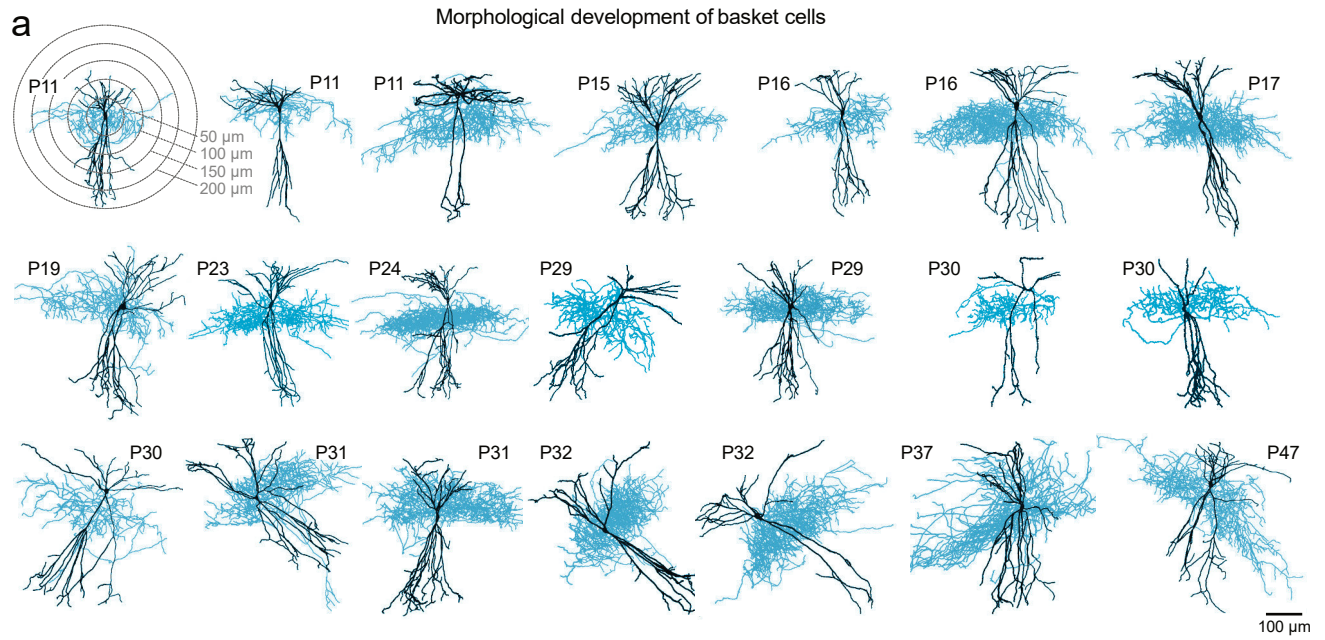 a
Morphological development of basket cells
P11
50 µm
100 µm
150 µm
200 µm
P11
P11
P15
P16
P16
P17
P19
P23
P24
P29
P29
P30
P30
P30
P31
P31
P32
P32
P37
P47
100 µm